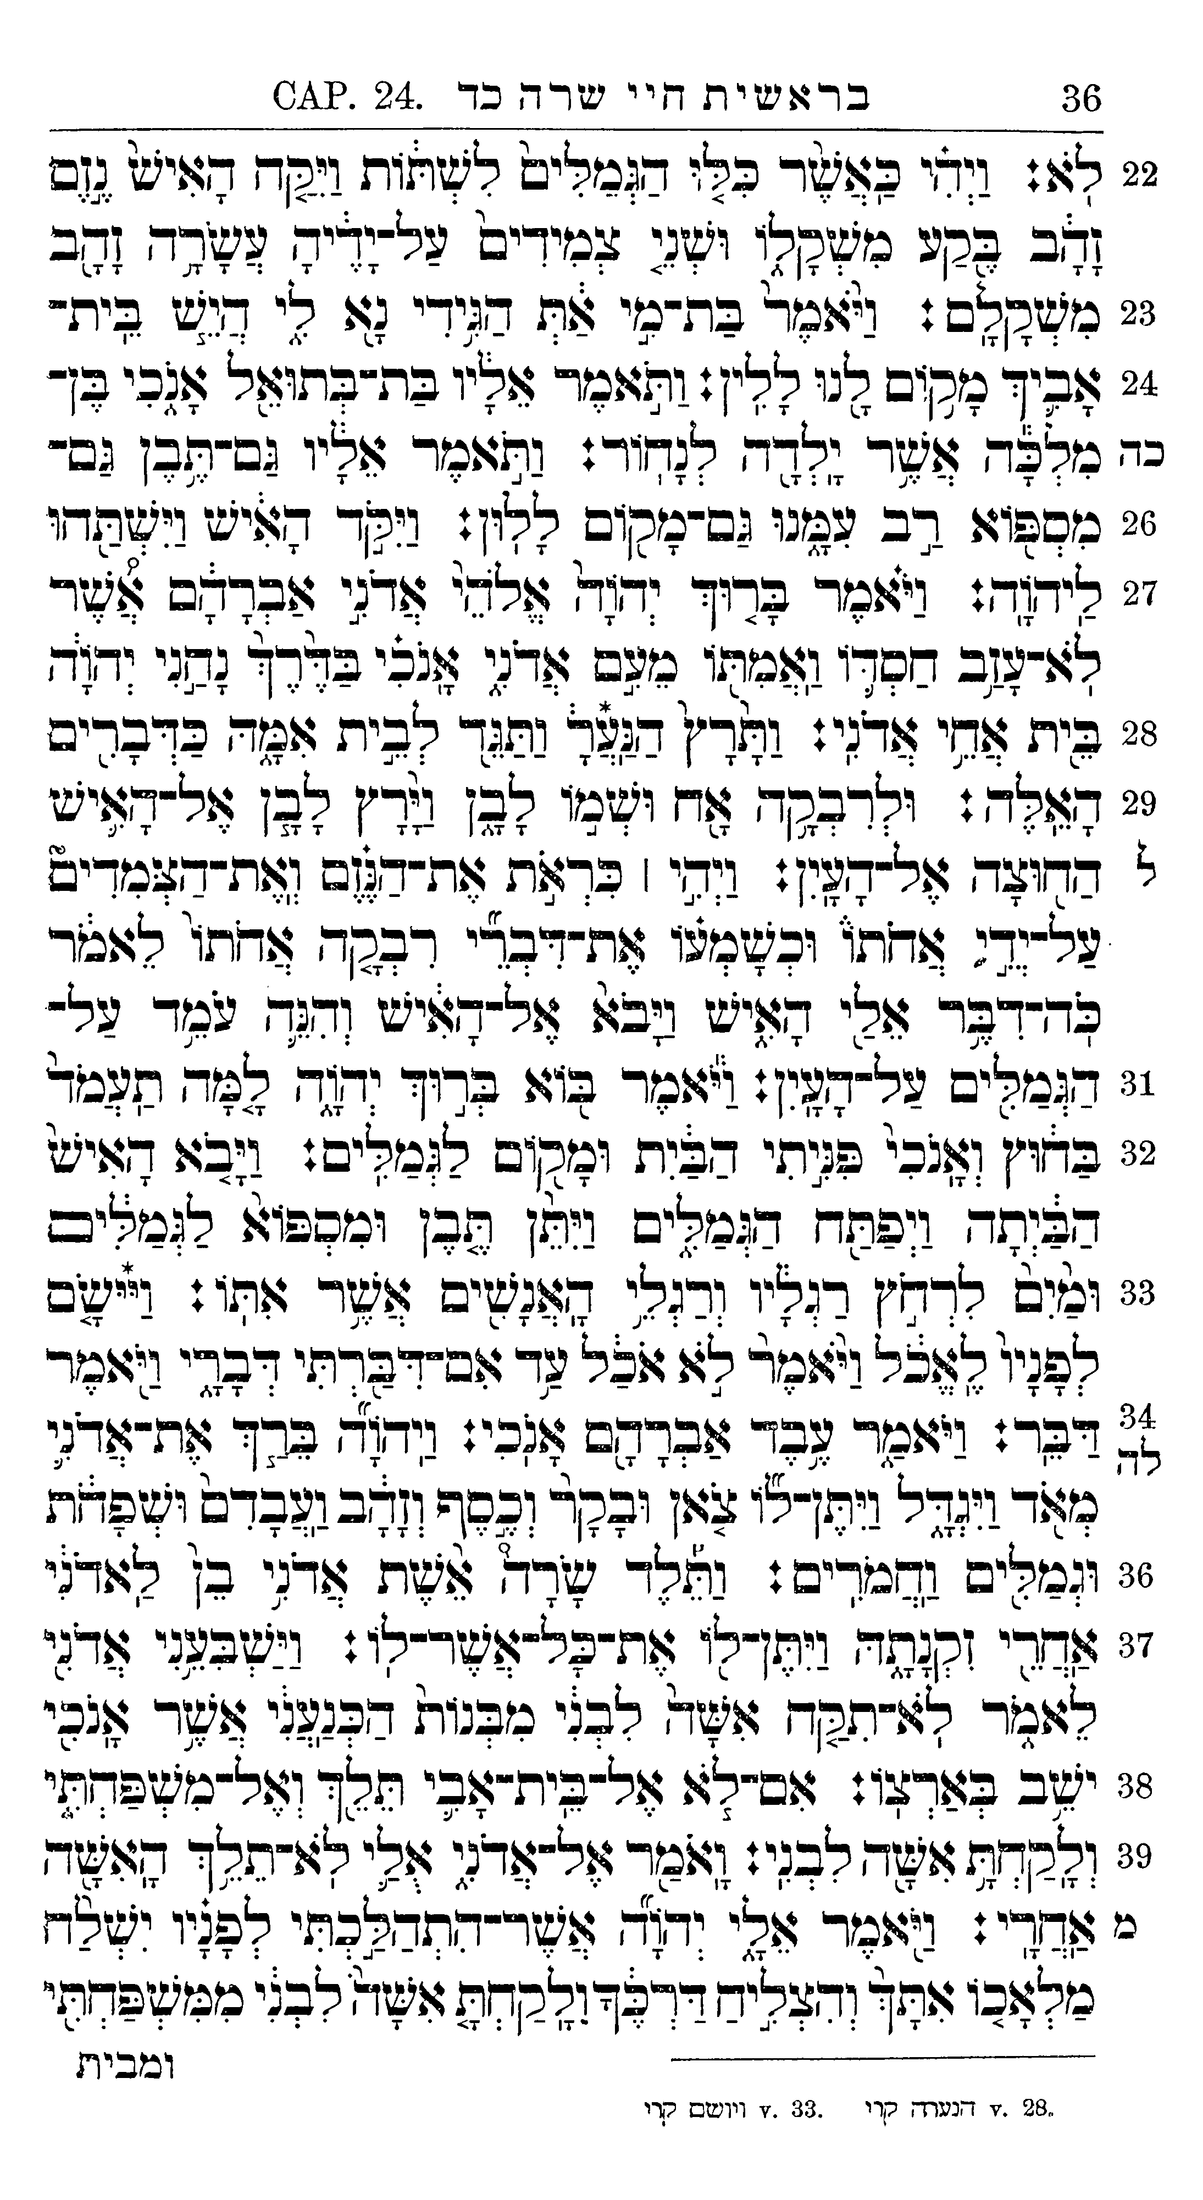 CAP. 24. בראשית חיי שרה כד 36
22 לֹֽא׃ וַיְהִ֗י כַּאֲשֶׁ֨ר כִּלּ֤וּ הַגְּמַלִּים֙ לִשְׁתּ֔וֹת וַיִּקַּ֤ח הָאִישׁ֙ נֶ֣זֶם
זָהָ֔ב בֶּ֖קַע מִשְׁקָל֑וֹ וּשְׁנֵ֤י צְמִידִים֙ עַל־יָדֶ֔יהָ עֲשָׂרָ֥ה זָהָ֖ב
23 מִשְׁקָלָֽם׃ וַיֹּ֙אמֶר֙ בַּת־מִ֣י אַ֔תְּ הַגִּ֥ידִי נָ֖א לִ֑י הֲיֵ֧שׁ בֵּית־
24 אָבִ֛יךְ מָק֥וֹם לָ֖נוּ לָלִֽין׃ וַתֹּ֣אמֶר אֵלָ֔יו בַּת־בְּתוּאֵ֖ל אָנֹ֑כִי בֶּן־
כה מִלְכָּ֕ה אֲשֶׁ֥ר יָלְדָ֖ה לְנָחֽוֹר׃ וַתֹּ֣אמֶר אֵלָ֔יו גַּם־תֶּ֥בֶן גַּם־
26 מִסְפּ֖וֹא רַ֣ב עִמָּ֑נוּ גַּם־מָק֖וֹם לָלֽוּן׃ וַיִּקֹּ֣ד הָאִ֔ישׁ וַיִּשְׁתַּ֖חוּ
27 לַֽיהוָֹֽה׃ וַיֹּ֗אמֶר בָּר֤וּךְ יְהוָֹה֙ אֱלֹהֵי֙ אֲדֹנִ֣י אַבְרָהָ֔ם אֲ֠שֶׁר
לֹֽא־עָזַ֥ב חַסְדּ֛וֹ וַאֲמִתּ֖וֹ מֵעִ֣ם אֲדֹנִ֑י אָנֹכִ֗י בַּדֶּ֙רֶךְ֙ נָחַ֣נִי יְהוָֹ֔ה
28 בֵּ֖ית אֲחֵ֥י אֲדֹנִֽי׃ וַתָּ֙רָץ֙ הַֽנַּעֲרָ֔* וַתַּגֵּ֖ד לְבֵ֣ית אִמָּ֑הּ כַּדְּבָרִ֖ים
29 הָאֵֽלֶּה׃ וּלְרִבְקָ֥ה אָ֖ח וּשְׁמ֣וֹ לָבָ֑ן וַיָּ֨רָץ לָבָ֧ן אֶל־הָאִ֛ישׁ
ל הַח֖וּצָה אֶל־הָעָֽיִן׃ וַיְהִ֣י ׀ כִּרְאֹ֣ת אֶת־הַנֶּ֗זֶם וְֽאֶת־הַצְּמִדִים֮
עַל־יְדֵ֣י אֲחֹתוֹ֒ וּכְשָׁמְע֗וֹ אֶת־דִּבְרֵ֞י רִבְקָ֤ה אֲחֹתוֹ֙ לֵאמֹ֔ר
כֹּֽה־דִבֶּ֥ר אֵלַ֖י הָאִ֑ישׁ וַיָּבֹא֙ אֶל־הָאִ֔ישׁ וְהִנֵּ֛ה עֹמֵ֥ד עַל־
31 הַגְּמַלִּ֖ים עַל־הָעָֽיִן׃ וַיֹּ֕אמֶר בּ֖וֹא בְּר֣וּךְ יְהוָֹ֑ה לָ֤מָּה תַעֲמֹד֙
32 בַּח֔וּץ וְאָנֹכִי֙ פִּנִּ֣יתִי הַבַּ֔יִת וּמָק֖וֹם לַגְּמַלִּֽים׃ וַיָּבֹ֤א הָאִישׁ֙
הַבַּ֔יְתָה וַיְפַתַּ֖ח הַגְּמַלִּ֑ים וַיִּתֵּ֨ן תֶּ֤בֶן וּמִסְפּוֹא֙ לַגְּמַלִּ֔ים
33 וּמַ֙יִם֙ לִרְחֹ֣ץ רַגְלָ֔יו וְרַגְלֵ֥י הָאֲנָשִׁ֖ים אֲשֶׁ֥ר אִתּֽוֹ׃ וַיּיּשָׂ֤ם*
לְפָנָיו֙ לֶאֱכֹ֔ל וַיֹּ֙אמֶר֙ לֹ֣א אֹכַ֔ל עַ֥ד אִם־דִּבַּ֖רְתִּי דְּבָרָ֑י וַיֹּ֖אמֶר
34 דַּבֵּֽר׃ וַיֹּאמַ֑ר עֶ֥בֶד אַבְרָהָ֖ם אָנֹֽכִי׃ וַֽיהוָֹ֞ה בֵּרַ֧ךְ אֶת־אֲדֹנִ֛י
לה
מְאֹ֖ד וַיִּגְדָּ֑ל וַיִּתֶּן־ל֞וֹ צֹ֤אן וּבָקָר֙ וְכֶ֣סֶף וְזָהָ֔ב וַעֲבָדִם֙ וּשְׁפָחֹ֔ת
36 וּגְמַלִּ֖ים וַחֲמֹרִֽים׃ וַתֵּ֡לֶד שָׂרָה֩ אֵ֨שֶׁת אֲדֹנִ֥י בֵן֙ לַֽאדֹנִ֔י
37 אַחֲרֵ֖י זִקְנָתָ֑הּ וַיִּתֶּן־ל֖וֹ אֶת־כָּל־אֲשֶׁר־לֽוֹ׃ וַיַּשְׁבִּעֵ֥נִי אֲדֹנִ֖י
לֵאמֹ֑ר לֹֽא־תִקַּ֤ח אִשָּׁה֙ לִבְנִ֔י מִבְּנוֹת֙ הַֽכְּנַעֲנִ֔י אֲשֶׁ֥ר אָנֹכִ֖י
38 יֹשֵׁ֥ב בְּאַרְצֽוֹ׃ אִם־לֹ֧א אֶל־בֵּית־אָבִ֛י תֵּלֵ֖ךְ וְאֶל־מִשְׁפַּחְתִּ֑י
39 וְלָקַחְתָּ֥ אִשָּׁ֖ה לִבְנִֽי׃ וָאֹמַ֖ר אֶל־אֲדֹנִ֑י אֻלַ֛י לֹֽא־תֵלֵ֥ךְ הָאִשָּׁ֖ה
מ אַחֲרָֽי׃ וַיֹּ֖אמֶר אֵלָ֑י יְהוָֹ֞ה אֲשֶׁר־הִתְהַלַּ֣כְתִּי לְפָנָ֗יו יִשְׁלַ֨ח
מַלְאָכ֤וֹ אִתָּךְ֙ וְהִצְלִ֣יחַ דַּרְכֶּ֔ךָ וְלָקַחְתָּ֤ אִשָּׁה֙ לִבְנִ֔י מִמִּשְׁפַּחְתִּ֖י
ומבית
v. 28. הנערה קרי v. 33. ויושם קרי